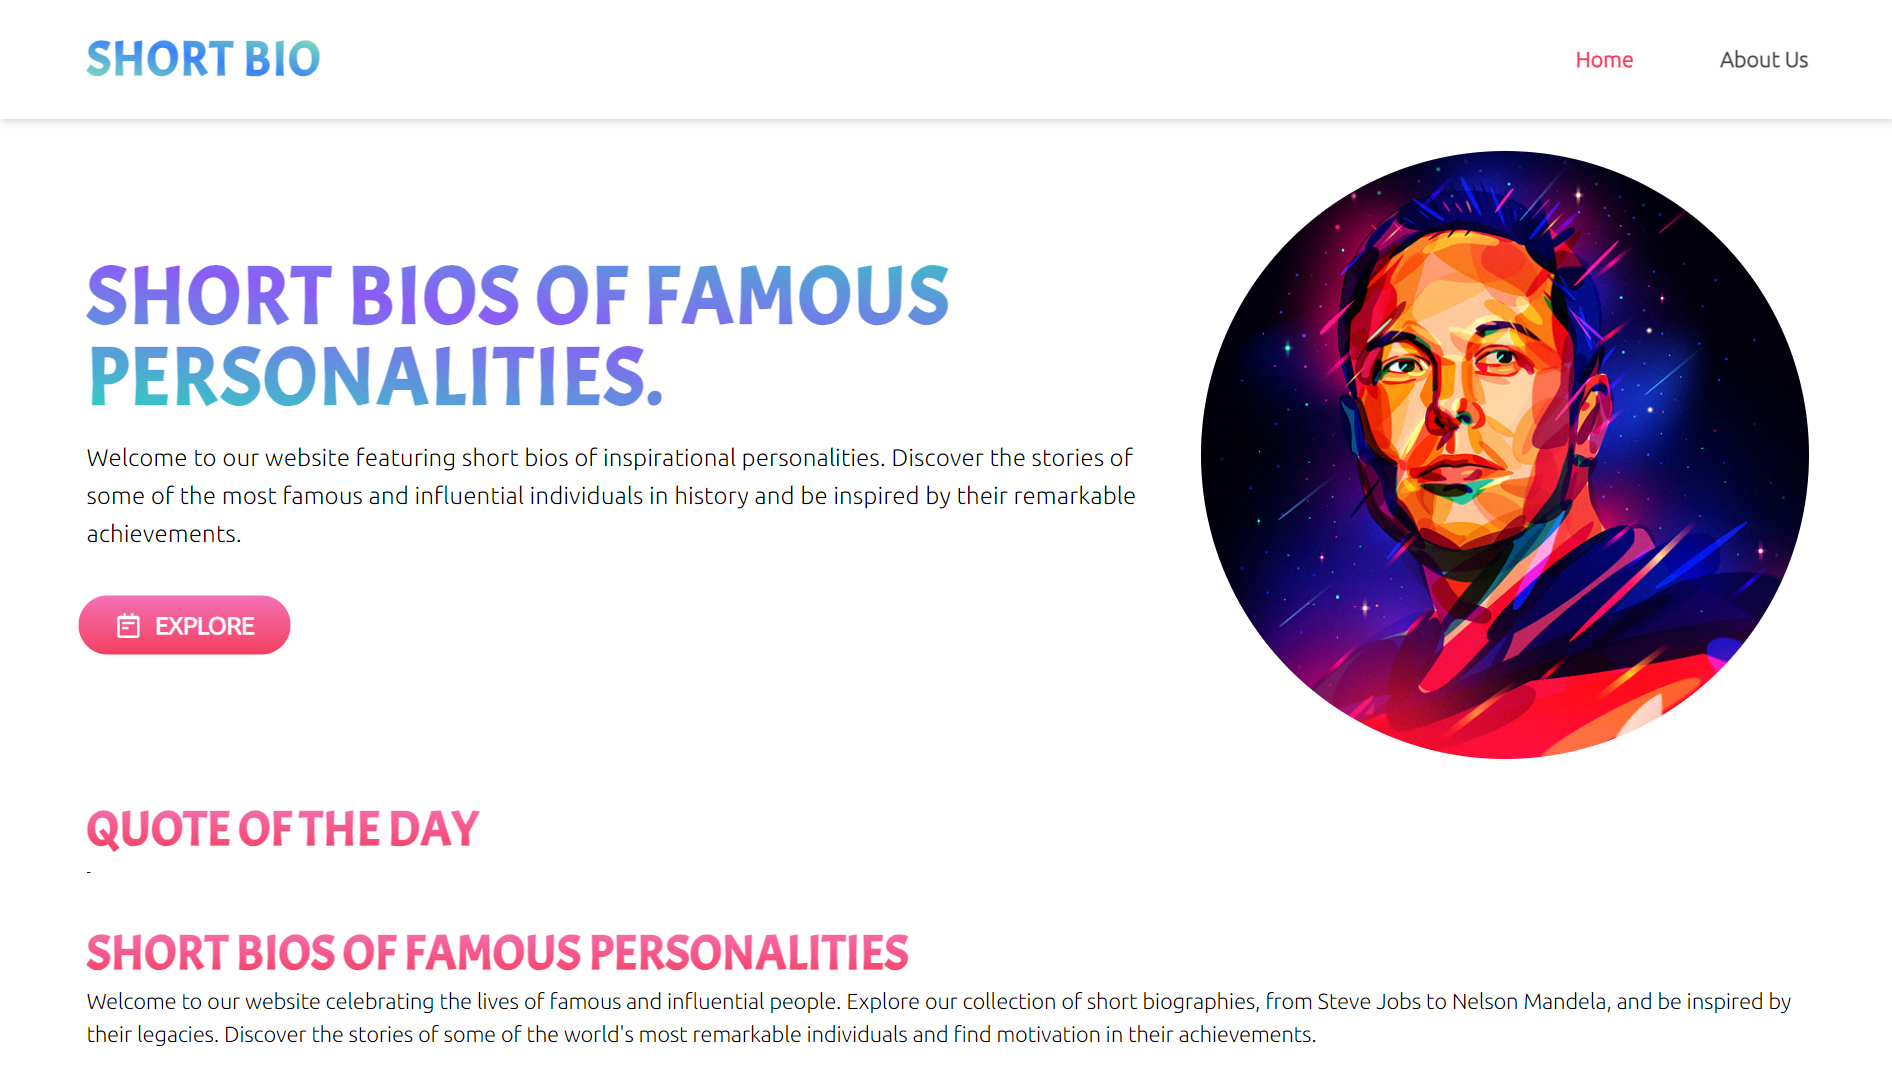 SHORT BIO
Home
About Us
SHORT BIOS OF FAMOUS
PERSONALITIES.
Welcome to our website featuring short bios of inspirational personalities. Discover the stories of
some of the most famous and influential individuals in history and be inspired by their remarkable
achievements.
EXPLORE
QUOTE OF THE DAY
-
SHORT BIOS OF FAMOUS PERSONALITIES
Welcome to our website celebrating the lives of famous and influential people. Explore our collection of short biographies, from Steve Jobs to Nelson Mandela, and be inspired by
their legacies. Discover the stories of some of the world's most remarkable individuals and find motivation in their achievements.